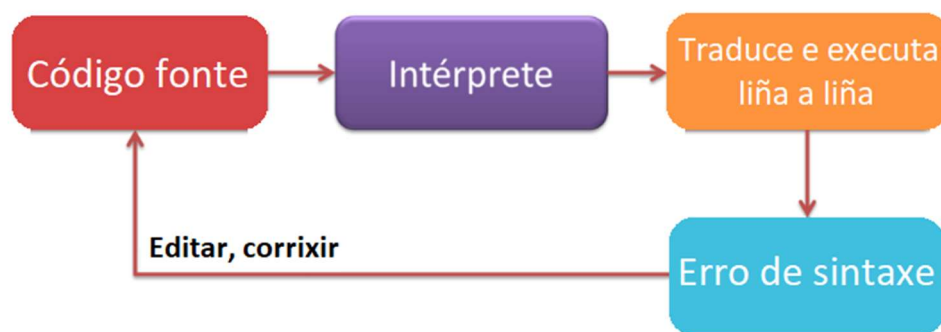 Código fonte
Intérprete
Traduce e executa
liña a liña
Editar, corrixir
Erro de sintaxe